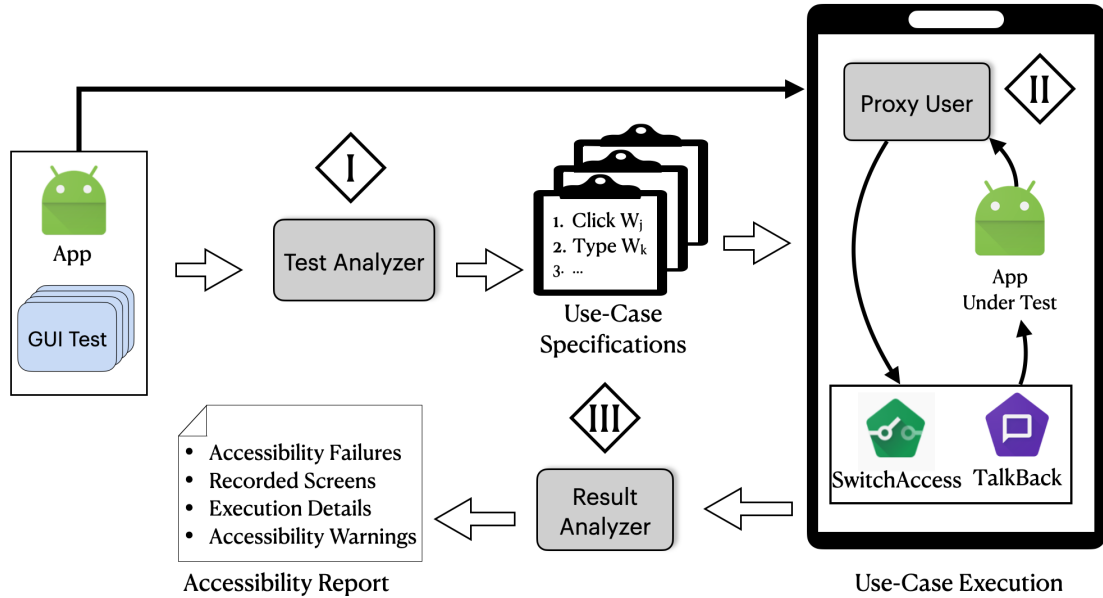 App
GUI Test
I
Test Analyzer
1. Click Wj
2. Type Wk
3. ...
Use-Case
Specifications
Proxy User
II
App
Under Test
SwitchAccess
TalkBack
Use-Case Execution
III
Result
Analyzer
• Accessibility Failures
• Recorded Screens
• Execution Details
• Accessibility Warnings
Accessibility Report